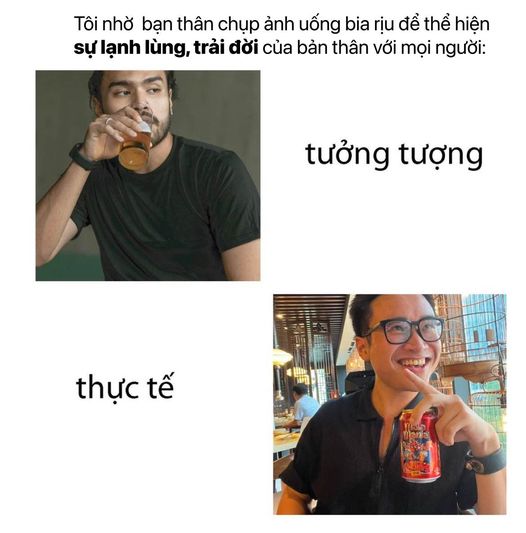 Tôi nhờ bạn thân chụp ảnh uống bia rịu để thể hiện
sự lạnh lùng, trải đời của bản thân với mọi người:
tưởng tượng
thực tế